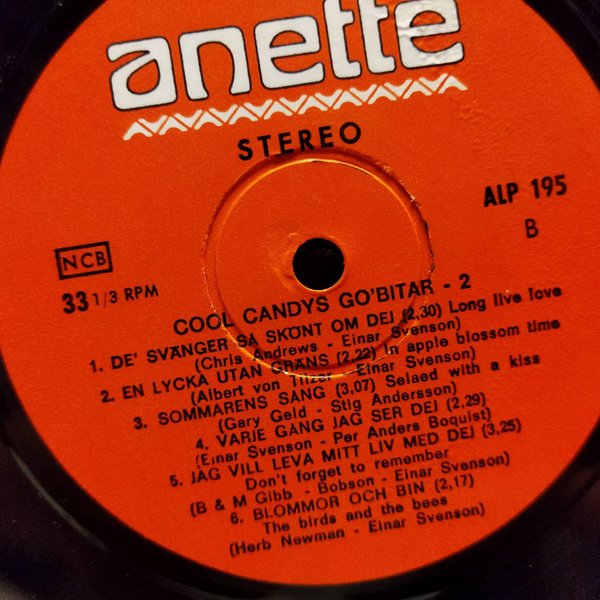 anette
STEREO
ALP 195
B
NCB
33 1/3 RPM
COOL CANDYS GO'BITAR - 2
1. DE' SVÄNGER SÅ SKÖNT OM DEJ (2,30) Long live love
(Chris Andrews - Einar Svenson)
2. EN LYCKA UTAN GRÄNS (2,22) In apple blossom time
(Albert von Tilzer - Einar Svenson)
3. SOMMARENS SÅNG (3,07) Selaed with a kiss
(Gary Geld - Stig Andersson)
4. VARJE GÅNG JAG SER DEJ (2,29)
(Einar Svenson - Per Anders Boquist)
5. JAG VILL LEVA MITT LIV MED DEJ (3,25)
Don't forget to remember
(B & M Gibb - Bobson - Einar Svenson)
6. BLOMMOR OCH BIN (2,17)
The birds and the bees
(Herb Newman - Einar Svenson)